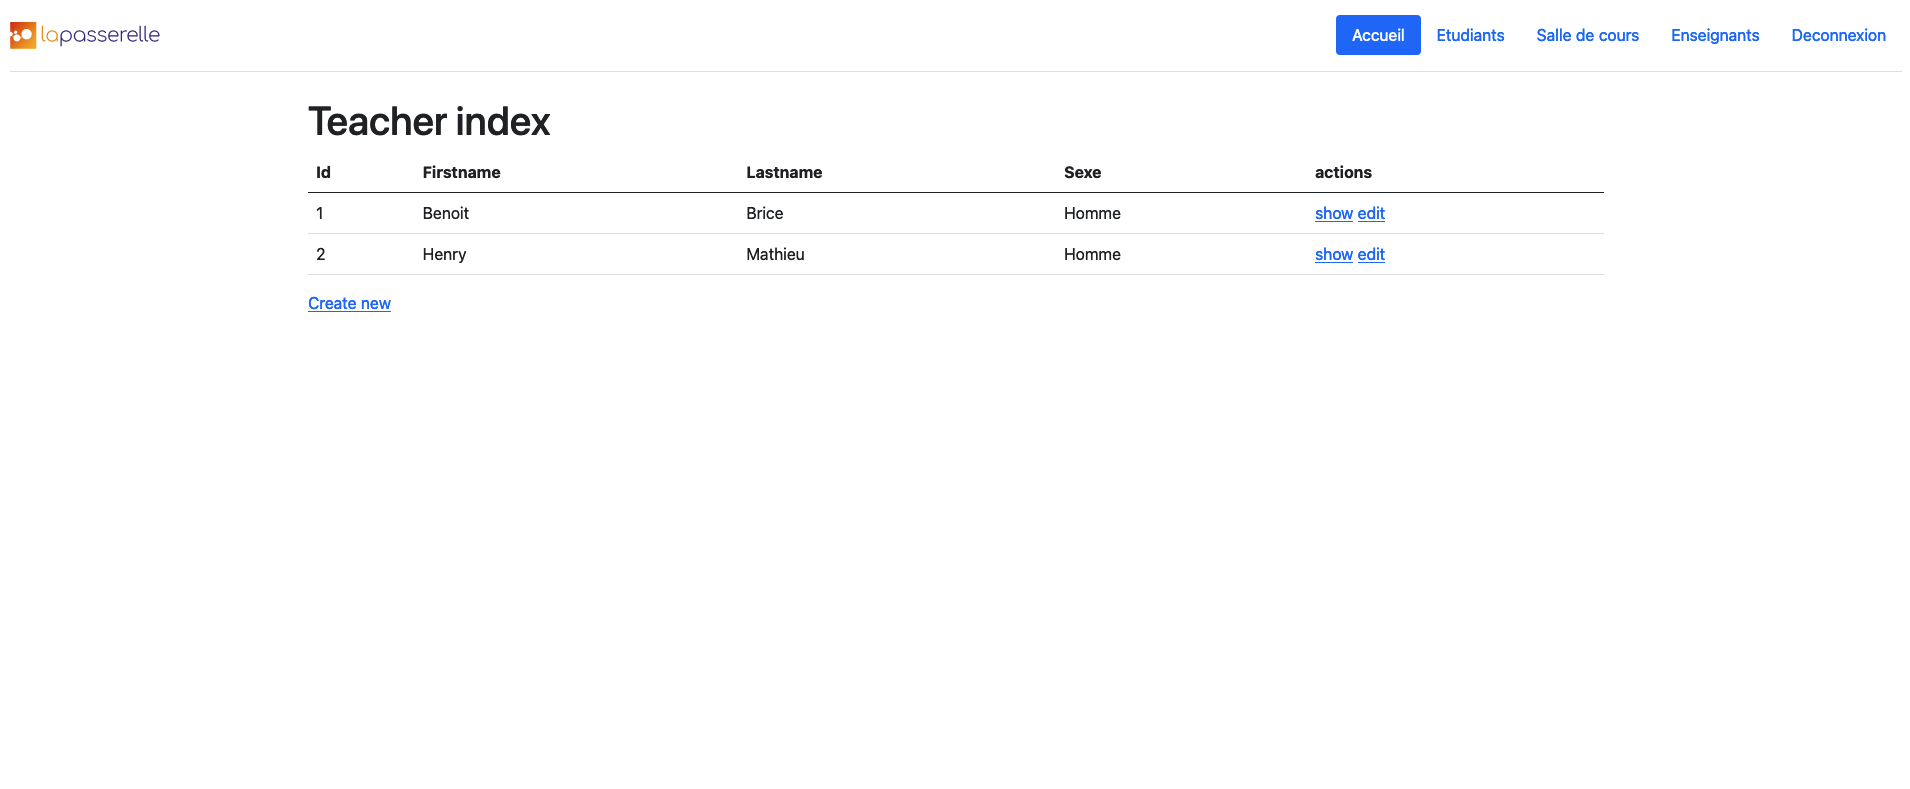 lapasserelle
Accueil Etudiants Salle de cours Enseignants Deconnexion
Teacher index
Id Firstname Lastname Sexe actions
1 Benoit Brice Homme show edit
2 Henry Mathieu Homme show edit
Create new